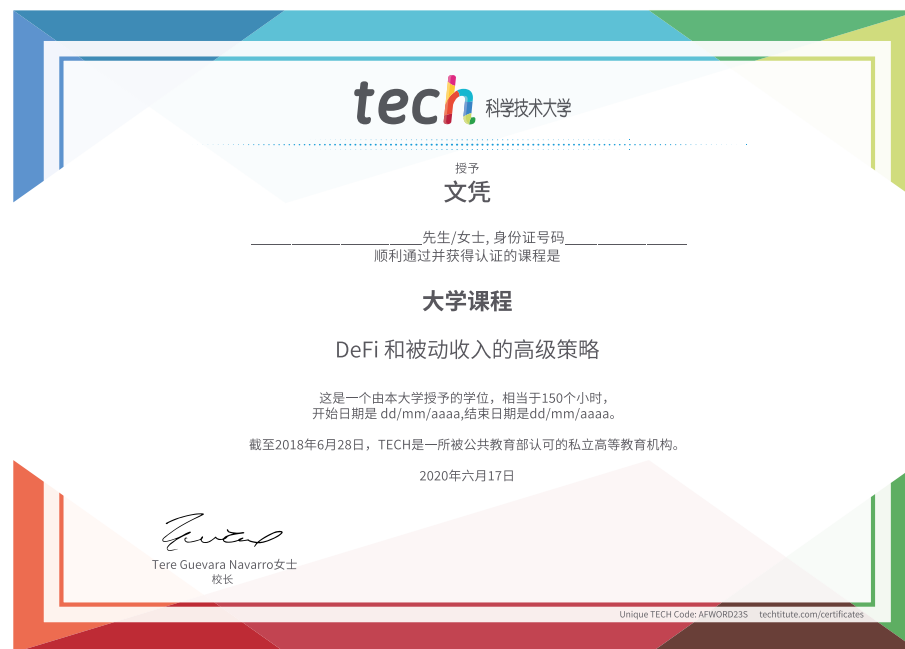 tech 科学技术大学
授予
文凭
____________________先生/女士, 身份证号码______________
顺利通过并获得认证的课程是
大学课程
DeFi 和被动收入的高级策略
这是一个由本大学授予的学位，相当于150个小时，
开始日期是 dd/mm/aaaa,结束日期是dd/mm/aaaa。
截至2018年6月28日，TECH是一所被公共教育部认可的私立高等教育机构。
2020年六月17日
Tere Guevara Navarro女士
校长
Unique TECH Code: AFWORD23S techtitute.com/certificates